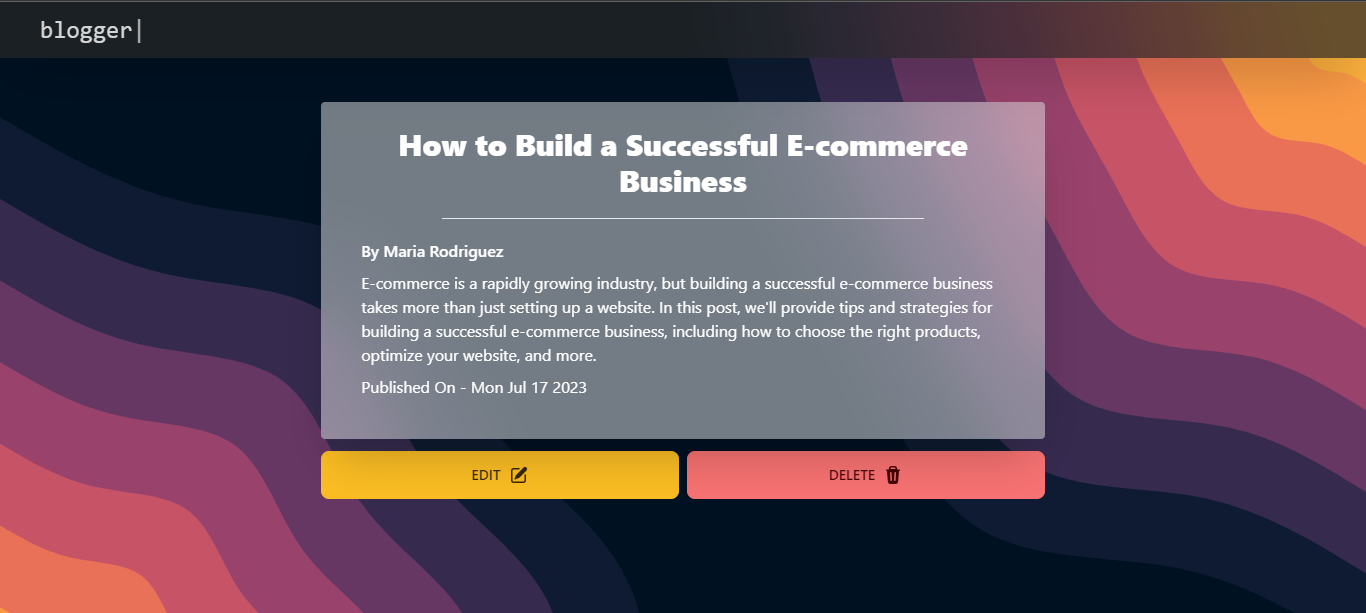 blogger|
How to Build a Successful E-commerce
Business
By Maria Rodriguez
E-commerce is a rapidly growing industry, but building a successful e-commerce business
takes more than just setting up a website. In this post, we'll provide tips and strategies for
building a successful e-commerce business, including how to choose the right products,
optimize your website, and more.
Published On - Mon Jul 17 2023
EDIT
DELETE